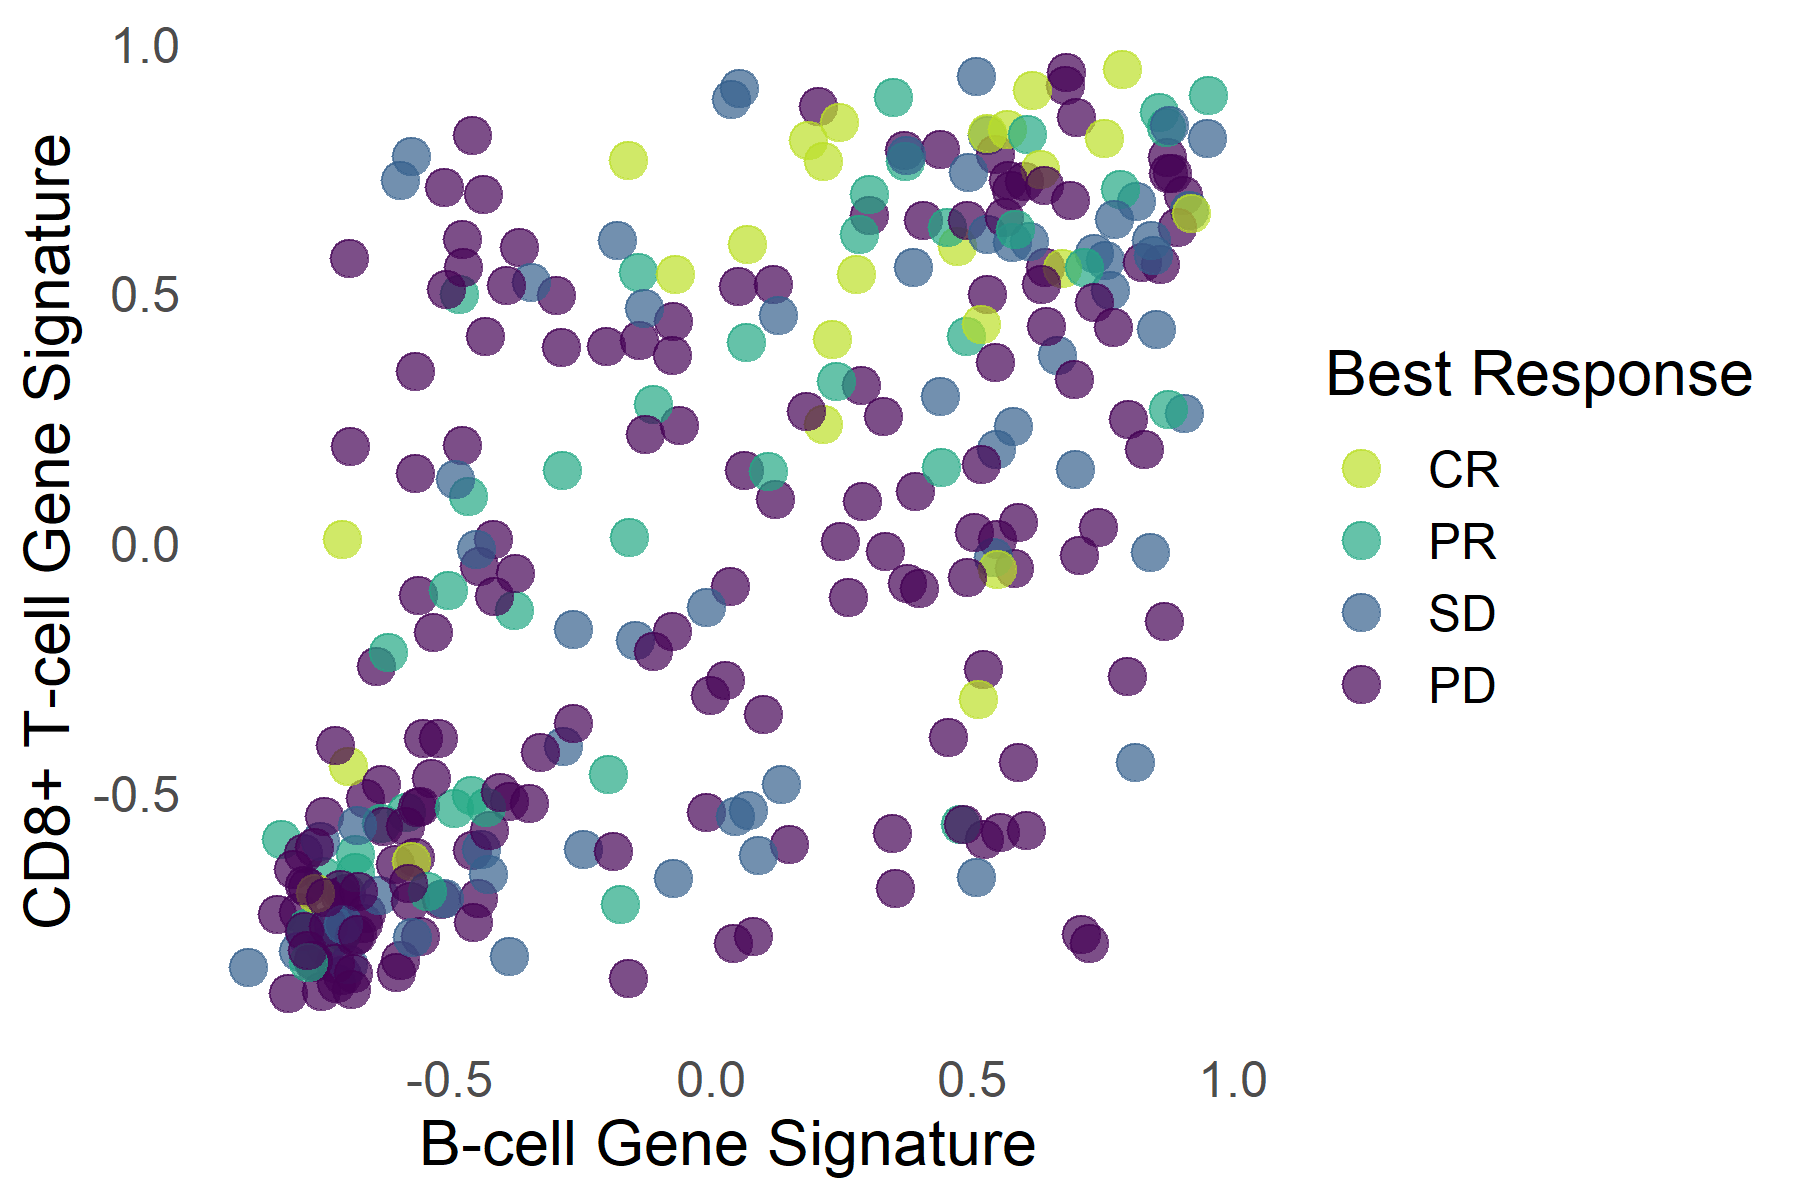 1.0
0.5
0.0
-0.5
CD8+ T-cell Gene Signature
-0.5 0.0 0.5 1.0
B-cell Gene Signature
Best Response
CR
PR
SD
PD